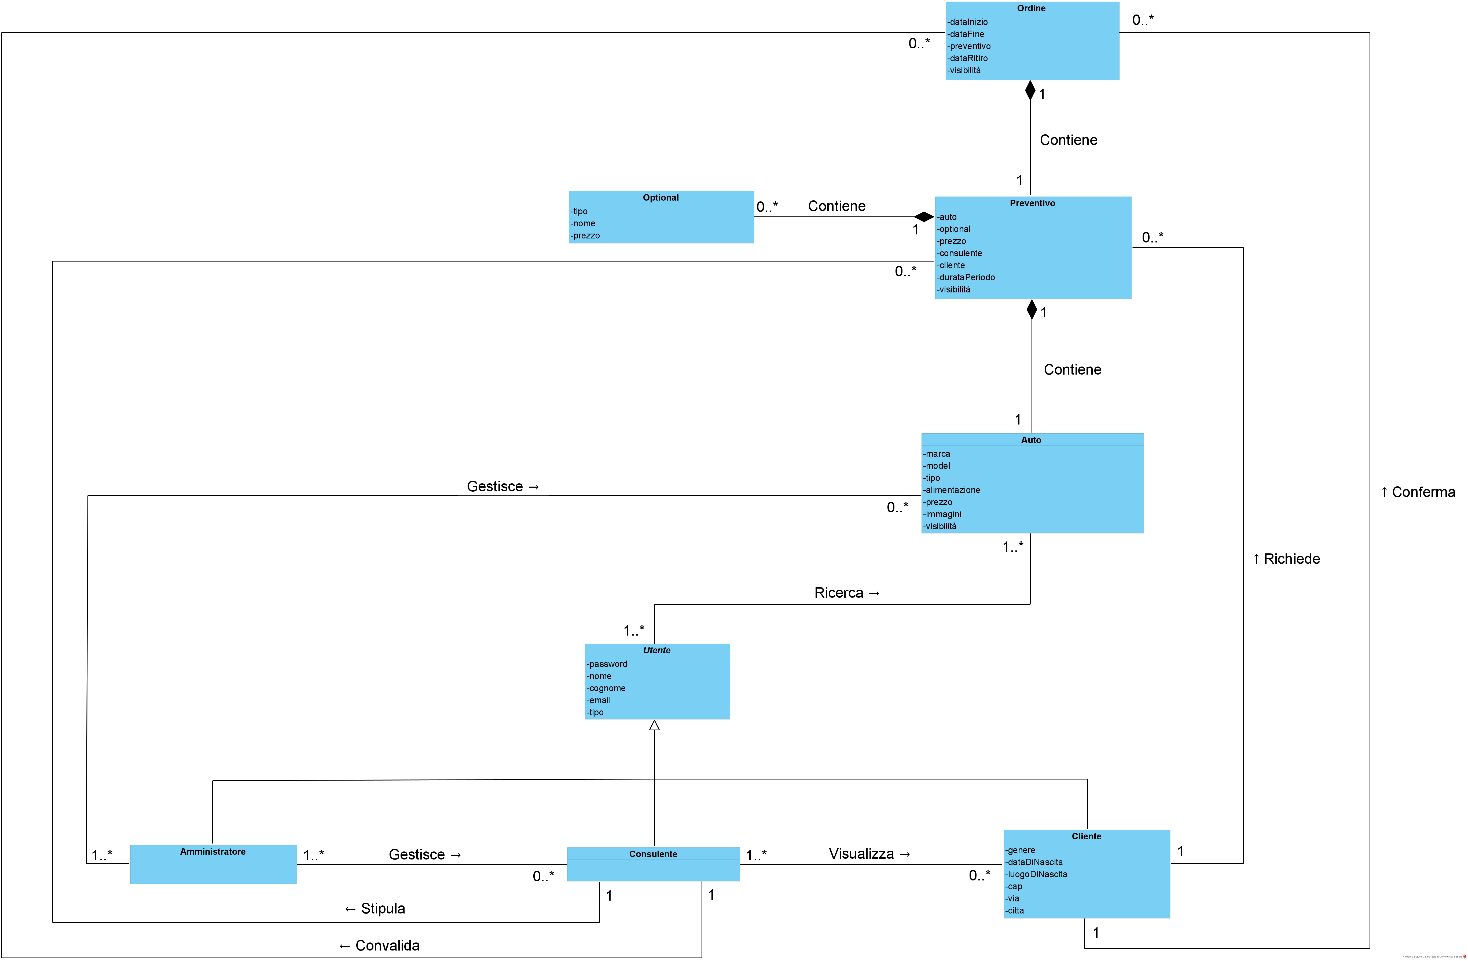 Ordine
-dataInizio
-dataFine
-preventivo
-dataRitiro
-visibilità
0..*
0..*
1
Contiene
1
Optional
-tipo
-nome
-prezzo
0..*
Contiene
1
Preventivo
-auto
-optional
-prezzo
-consulente
-cliente
-durataPeriodo
-visibilità
0..*
0..*
1
Contiene
1
Auto
-marca
-model
-tipo
-alimentazione
-prezzo
-immagini
-visibilità
Gestisce →
0..*
↑ Conferma
1..*
↑ Richiede
Ricerca →
1..*
Utente
-password
-nome
-cognome
-email
-tipo
1..*
Amministratore
1..*
Gestisce →
0..*
Consulente
1..*
Visualizza →
0..*
Cliente
-genere
-dataDiNascita
-luogoDiNascita
-cap
-via
-citta
1
1
1
← Stipula
1
← Convalida